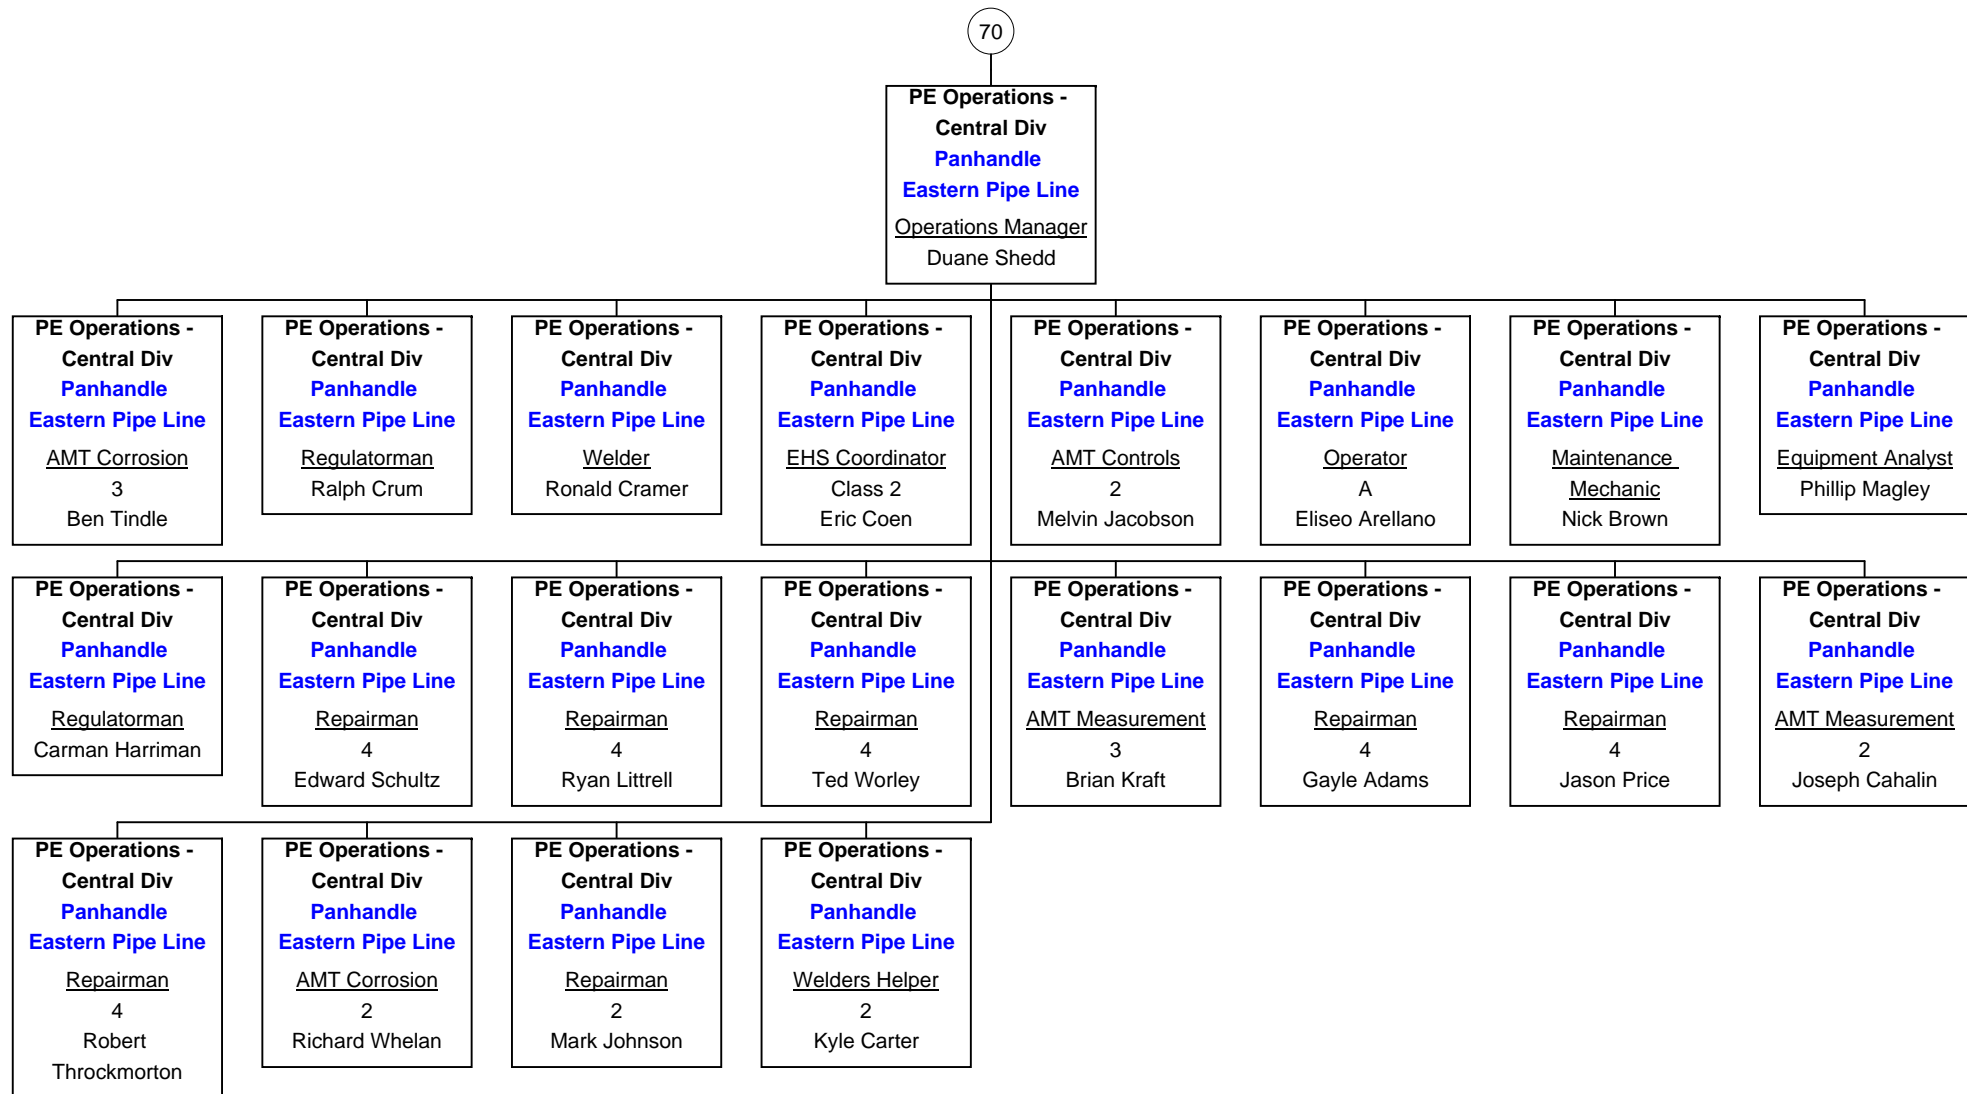 70
PE Operations -
Central Div
Panhandle
Eastern Pipe Line
Operations Manager
Duane Shedd
PE Operations -
Central Div
Panhandle
Eastern Pipe Line
AMT Corrosion
3
Ben Tindle
PE Operations -
Central Div
Panhandle
Eastern Pipe Line
Regulatorman
Ralph Crum
PE Operations -
Central Div
Panhandle
Eastern Pipe Line
Welder
Ronald Cramer
PE Operations -
Central Div
Panhandle
Eastern Pipe Line
EHS Coordinator
Class 2
Eric Coen
PE Operations -
Central Div
Panhandle
Eastern Pipe Line
AMT Controls
2
Melvin Jacobson
PE Operations -
Central Div
Panhandle
Eastern Pipe Line
Operator
A
Eliseo Arellano
PE Operations -
Central Div
Panhandle
Eastern Pipe Line
Maintenance
Mechanic
Nick Brown
PE Operations -
Central Div
Panhandle
Eastern Pipe Line
Equipment Analyst
Phillip Magley
PE Operations -
Central Div
Panhandle
Eastern Pipe Line
Regulatorman
Carman Harriman
PE Operations -
Central Div
Panhandle
Eastern Pipe Line
Repairman
4
Edward Schultz
PE Operations -
Central Div
Panhandle
Eastern Pipe Line
Repairman
4
Ryan Littrell
PE Operations -
Central Div
Panhandle
Eastern Pipe Line
Repairman
4
Ted Worley
PE Operations -
Central Div
Panhandle
Eastern Pipe Line
AMT Measurement
3
Brian Kraft
PE Operations -
Central Div
Panhandle
Eastern Pipe Line
Repairman
4
Gayle Adams
PE Operations -
Central Div
Panhandle
Eastern Pipe Line
Repairman
4
Jason Price
PE Operations -
Central Div
Panhandle
Eastern Pipe Line
AMT Measurement
2
Joseph Cahalin
PE Operations -
Central Div
Panhandle
Eastern Pipe Line
Repairman
4
Robert
Throckmorton
PE Operations -
Central Div
Panhandle
Eastern Pipe Line
AMT Corrosion
2
Richard Whelan
PE Operations -
Central Div
Panhandle
Eastern Pipe Line
Repairman
2
Mark Johnson
PE Operations -
Central Div
Panhandle
Eastern Pipe Line
Welders Helper
2
Kyle Carter